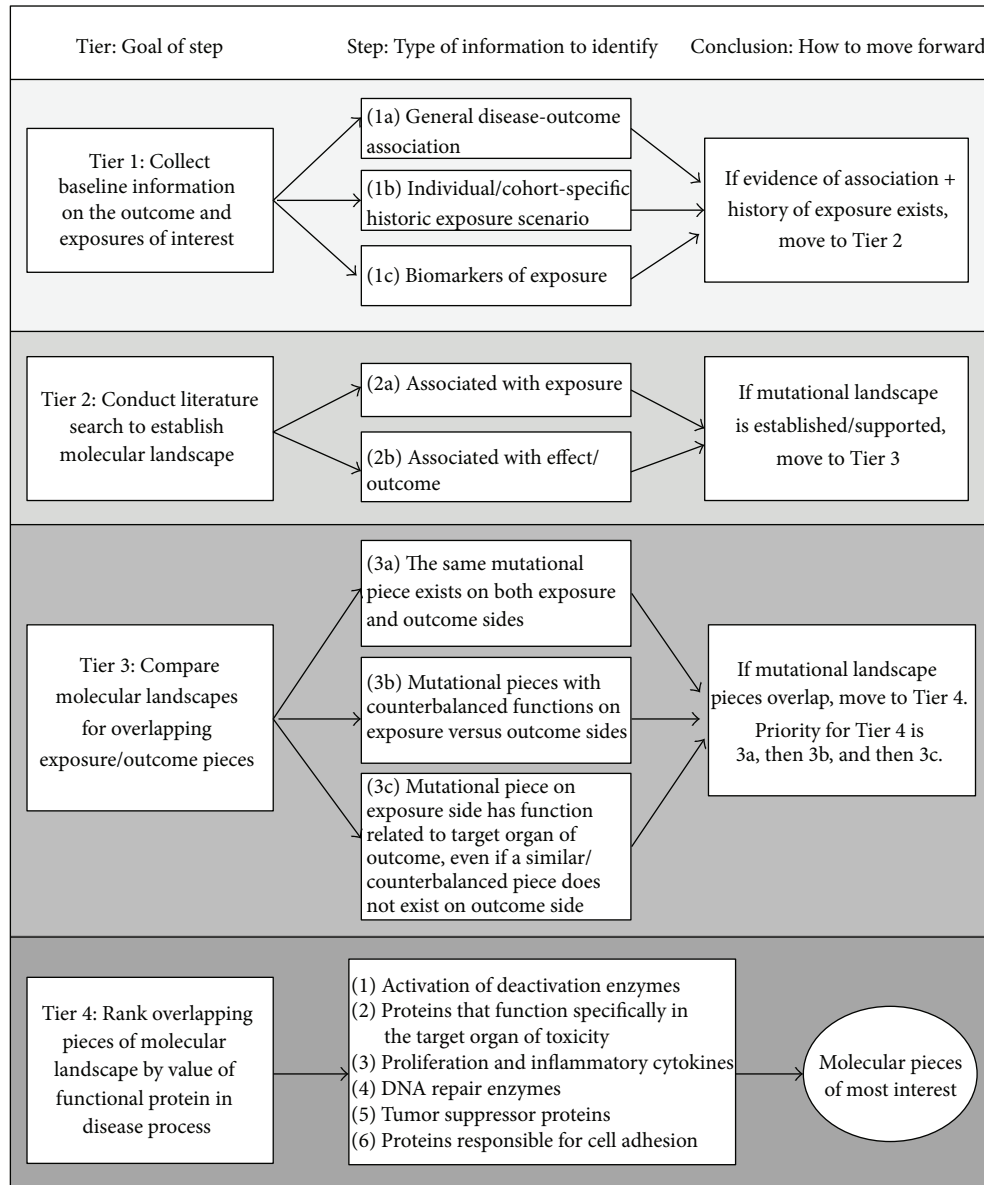 Tier: Goal of step
Step: Type of information to identify
Conclusion: How to move forward
Tier 1: Collect
baseline information
on the outcome and
exposures of interest
(1a) General disease-outcome
association
(1b) Individual/cohort-specific
historic exposure scenario
(1c) Biomarkers of exposure
If evidence of association +
history of exposure exists,
move to Tier 2
Tier 2: Conduct literature
search to establish
molecular landscape
(2a) Associated with exposure
(2b) Associated with effect/
outcome
If mutational landscape
is established/supported,
move to Tier 3
Tier 3: Compare
molecular landscapes
for overlapping
exposure/outcome pieces
(3a) The same mutational
piece exists on both exposure
and outcome sides
(3b) Mutational pieces with
counterbalanced functions on
exposure versus outcome sides
(3c) Mutational piece on
exposure side has function
related to target organ of
outcome, even if a similar/
counterbalanced piece does
not exist on outcome side
If mutational landscape
pieces overlap, move to Tier 4.
Priority for Tier 4 is
3a, then 3b, and then 3c.
Tier 4: Rank overlapping
pieces of molecular
landscape by value of
functional protein in
disease process
(1) Activation of deactivation enzymes
(2) Proteins that function specifically in
the target organ of toxicity
(3) Proliferation and inflammatory cytokines
(4) DNA repair enzymes
(5) Tumor suppressor proteins
(6) Proteins responsible for cell adhesion
Molecular pieces
of most interest